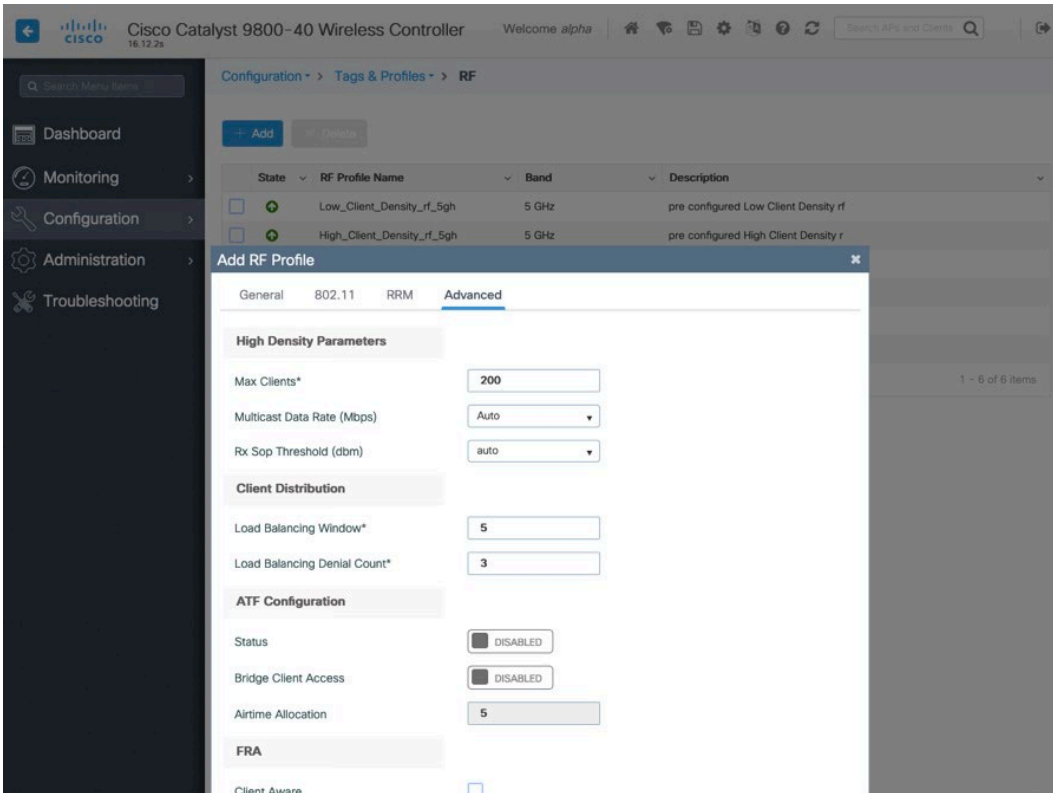 CISCO
Cisco Catalyst 9800-40 Wireless Controller
16.12.2s
Welcome alpha
Search APs and Clients
Search Menu Items
Dashboard
Monitoring
Configuration
Administration
Troubleshooting
Configuration > Tags & Profiles > RF
+ Add
× Delete
State RF Profile Name Band Description
Low_Client_Density_rf_5gh 5 GHz pre configured Low Client Density rf
High_Client_Density_rf_5gh 5 GHz pre configured High Client Density r
1 - 6 of 6 items
Add RF Profile
General 802.11 RRM Advanced
High Density Parameters
Max Clients* 200
Multicast Data Rate (Mbps) Auto
Rx Sop Threshold (dbm) auto
Client Distribution
Load Balancing Window* 5
Load Balancing Denial Count* 3
ATF Configuration
Status DISABLED
Bridge Client Access DISABLED
Airtime Allocation 5
FRA
Client Aware